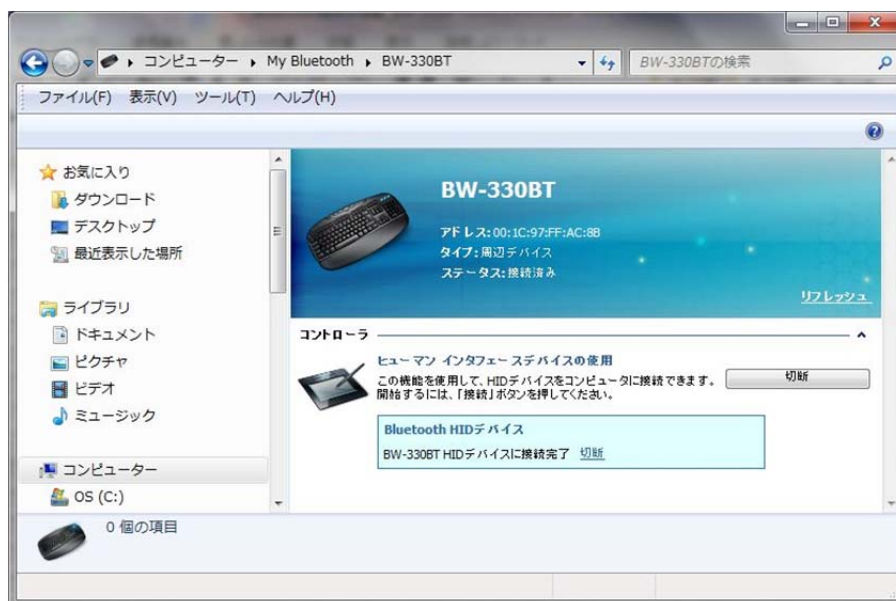 コンピューター ▸ My Bluetooth ▸ BW-330BT
BW-330BTの検索
ファイル(F) 表示(V) ツール(T) ヘルプ(H)
お気に入り
ダウンロード
デスクトップ
最近表示した場所
ライブラリ
ドキュメント
ピクチャ
ビデオ
ミュージック
コンピューター
OS (C:)
BW-330BT
アドレス:00:1C:97:FF:AC:8B
タイプ:周辺デバイス
ステータス:接続済み
リフレッシュ
コントローラ
ヒューマン インタフェースデバイスの使用
この機能を使用して、HIDデバイスをコンピュータに接続できます。
開始するには、「接続」ボタンを押してください。
切断
Bluetooth HIDデバイス
BW-330BT HIDデバイスに接続完了 切断
0 個の項目